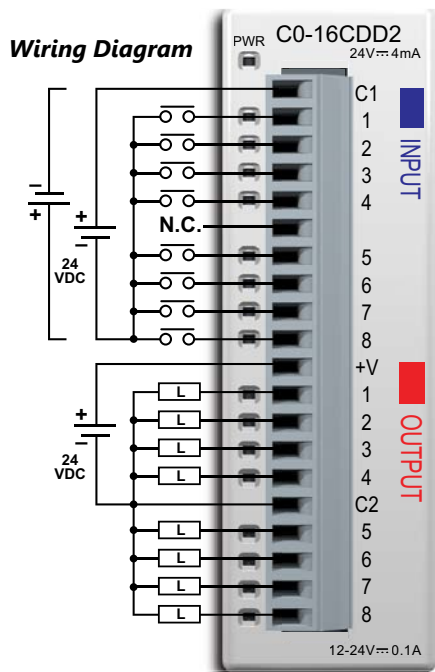 Wiring Diagram
PWR
C0-16CDD2
24V⎓4mA
C1
1
2
3
4
N.C.
5
6
7
8
INPUT
–
+
+
–
24
VDC
+V
1
2
3
4
C2
5
6
7
8
OUTPUT
+
–
24
VDC
L
L
L
L
L
L
L
L
12-24V⎓0.1A